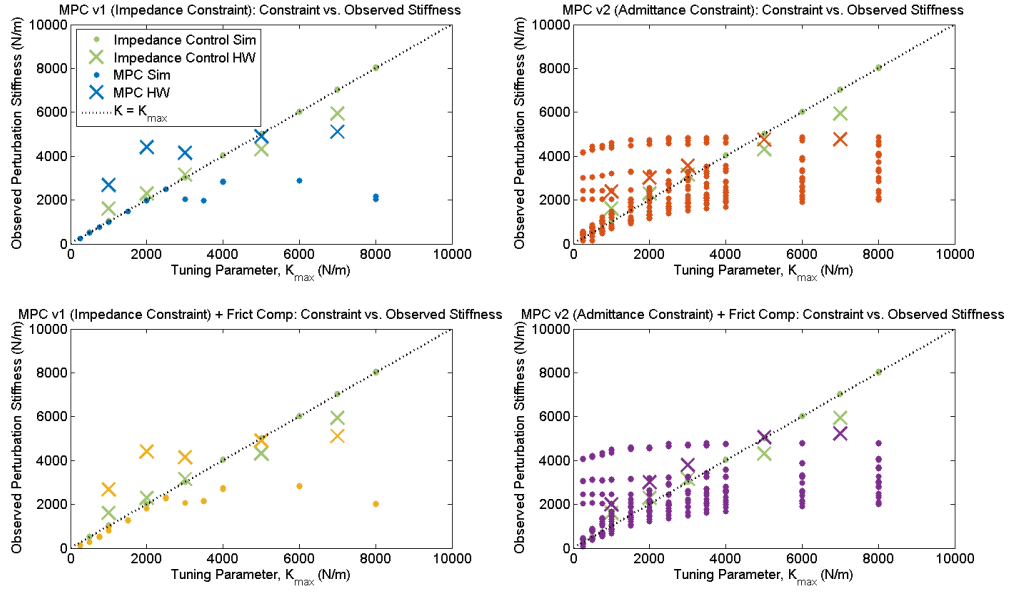 MPC v1 (Impedance Constraint): Constraint vs. Observed Stiffness
Observed Perturbation Stiffness (N/m)
10000
8000
6000
4000
2000
0
Impedance Control Sim
Impedance Control HW
MPC Sim
MPC HW
K = K_max
0 2000 4000 6000 8000 10000
Tuning Parameter, K_max (N/m)
MPC v2 (Admittance Constraint): Constraint vs. Observed Stiffness
Observed Perturbation Stiffness (N/m)
10000
8000
6000
4000
2000
0
0 2000 4000 6000 8000 10000
Tuning Parameter, K_max (N/m)
MPC v1 (Impedance Constraint) + Frict Comp: Constraint vs. Observed Stiffness
Observed Perturbation Stiffness (N/m)
10000
8000
6000
4000
2000
0
0 2000 4000 6000 8000 10000
Tuning Parameter, K_max (N/m)
MPC v2 (Admittance Constraint) + Frict Comp: Constraint vs. Observed Stiffness
Observed Perturbation Stiffness (N/m)
10000
8000
6000
4000
2000
0
0 2000 4000 6000 8000 10000
Tuning Parameter, K_max (N/m)